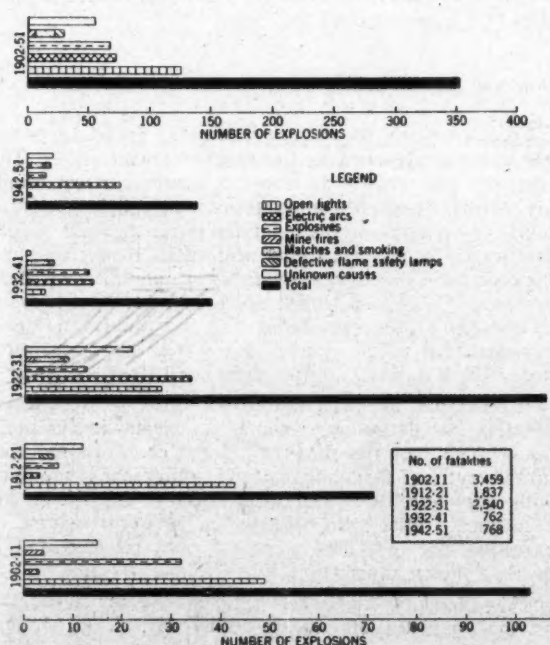 1902-51
0 50 100 150 200 250 300 350 400
NUMBER OF EXPLOSIONS
1942-51
LEGEND
Open lights
Electric arcs
Explosives
Mine fires
Matches and smoking
Defective flame safety lamps
Unknown causes
Total
1932-41
1922-31
1912-21
No. of fatalities
1902-11 3,459
1912-21 1,837
1922-31 2,540
1932-41 762
1942-51 768
1902-11
0 10 20 30 40 50 60 70 80 90 100
NUMBER OF EXPLOSIONS